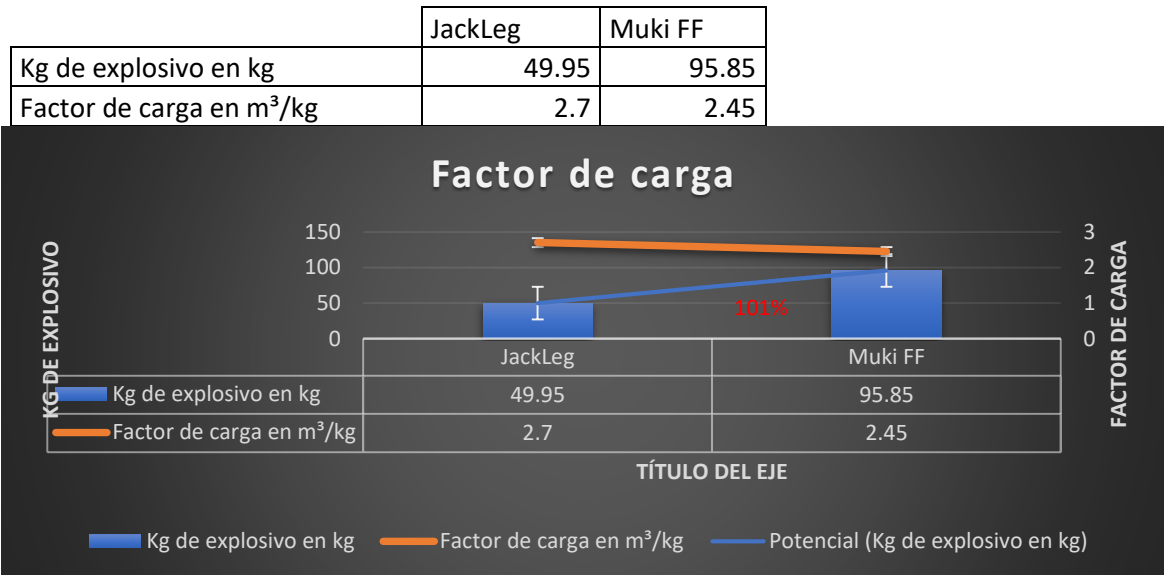 JackLeg Muki FF
Kg de explosivo en kg 49.95 95.85
Factor de carga en m³/kg 2.7 2.45
Factor de carga
KG DE EXPLOSIVO
150
100
50
0
3
2
1
0
FACTOR DE CARGA
101%
JackLeg Muki FF
Kg de explosivo en kg 49.95 95.85
Factor de carga en m³/kg 2.7 2.45
TÍTULO DEL EJE
Kg de explosivo en kg Factor de carga en m³/kg Potencial (Kg de explosivo en kg)